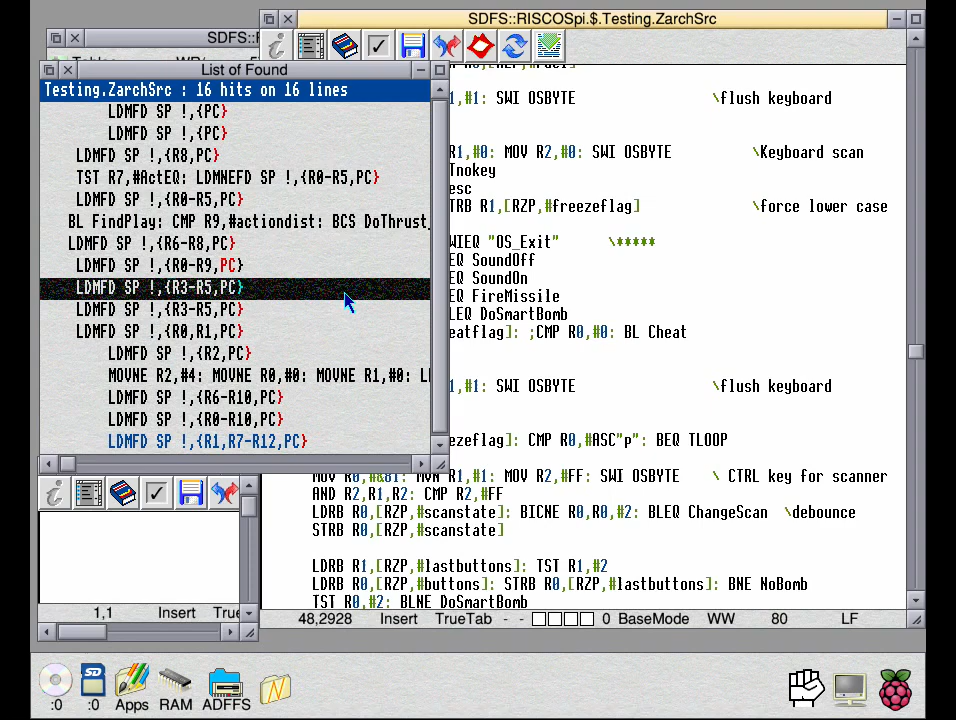 SDFS::RISCOSpi.$.Testing.ZarchSrc
SDFS::R
List of Found
Testing.ZarchSrc : 16 hits on 16 lines
LDMFD SP !,{PC}
LDMFD SP !,{PC}
LDMFD SP !,{R8,PC}
TST R7,#ActEQ: LDMNEFD SP !,{R0-R5,PC}
LDMFD SP !,{R0-R5,PC}
BL FindPlay: CMP R9,#actiondist: BCS DoThrust_
LDMFD SP !,{R6-R8,PC}
LDMFD SP !,{R0-R9,PC}
LDMFD SP !,{R3-R5,PC}
LDMFD SP !,{R3-R5,PC}
LDMFD SP !,{R0,R1,PC}
LDMFD SP !,{R2,PC}
MOVNE R2,#4: MOVNE R0,#0: MOVNE R1,#0: L
LDMFD SP !,{R6-R10,PC}
LDMFD SP !,{R0-R10,PC}
LDMFD SP !,{R1,R7-R12,PC}
1,#1: SWI OSBYTE \flush keyboard
R1,#0: MOV R2,#0: SWI OSBYTE \Keyboard scan
Tnokey
esc
TRB R1,[RZP,#freezeflag] \force lower case
WIEQ "OS_Exit" \*****
EQ SoundOff
EQ SoundOn
EQ FireMissile
LEQ DoSmartBomb
eatflag]: ;CMP R0,#0: BL Cheat
1,#1: SWI OSBYTE \flush keyboard
ezeflag]: CMP R0,#ASC"p": BEQ TLOOP
MOV R0,#&81: MVN R1,#1: MOV R2,#FF: SWI OSBYTE \ CTRL key for scanner
AND R2,R1,R2: CMP R2,#FF
LDRB R0,[RZP,#scanstate]: BICNE R0,R0,#2: BLEQ ChangeScan \debounce
STRB R0,[RZP,#scanstate]
LDRB R1,[RZP,#lastbuttons]: TST R1,#2
LDRB R0,[RZP,#buttons]: STRB R0,[RZP,#lastbuttons]: BNE NoBomb
TST R0,#2: BLNE DoSmartBomb
1,1 Insert True
48,2928 Insert TrueTab - - 0 BaseMode WW 80 LF
SD
:0 :0 Apps RAM ADFFS